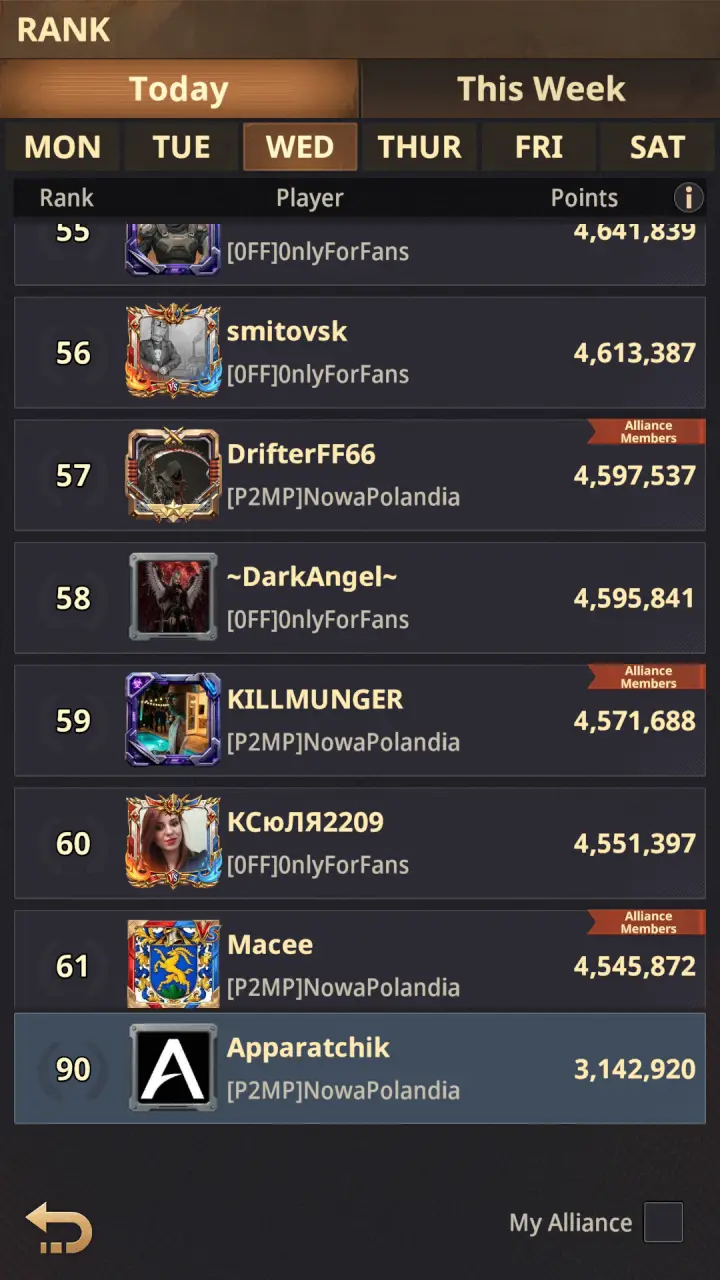 RANK
Today
This Week
MON
TUE
WED
THUR
FRI
SAT
Rank
Player
Points
55
[0FF]0nlyForFans
4,641,839
56
smitovsk
[0FF]0nlyForFans
4,613,387
57
DrifterFF66
[P2MP]NowaPolandia
Alliance
Members
4,597,537
58
~DarkAngel~
[0FF]0nlyForFans
4,595,841
59
KILLMUNGER
[P2MP]NowaPolandia
Alliance
Members
4,571,688
60
КСюЛЯ2209
[0FF]0nlyForFans
4,551,397
61
Macee
[P2MP]NowaPolandia
Alliance
Members
4,545,872
90
Apparatchik
[P2MP]NowaPolandia
3,142,920
My Alliance